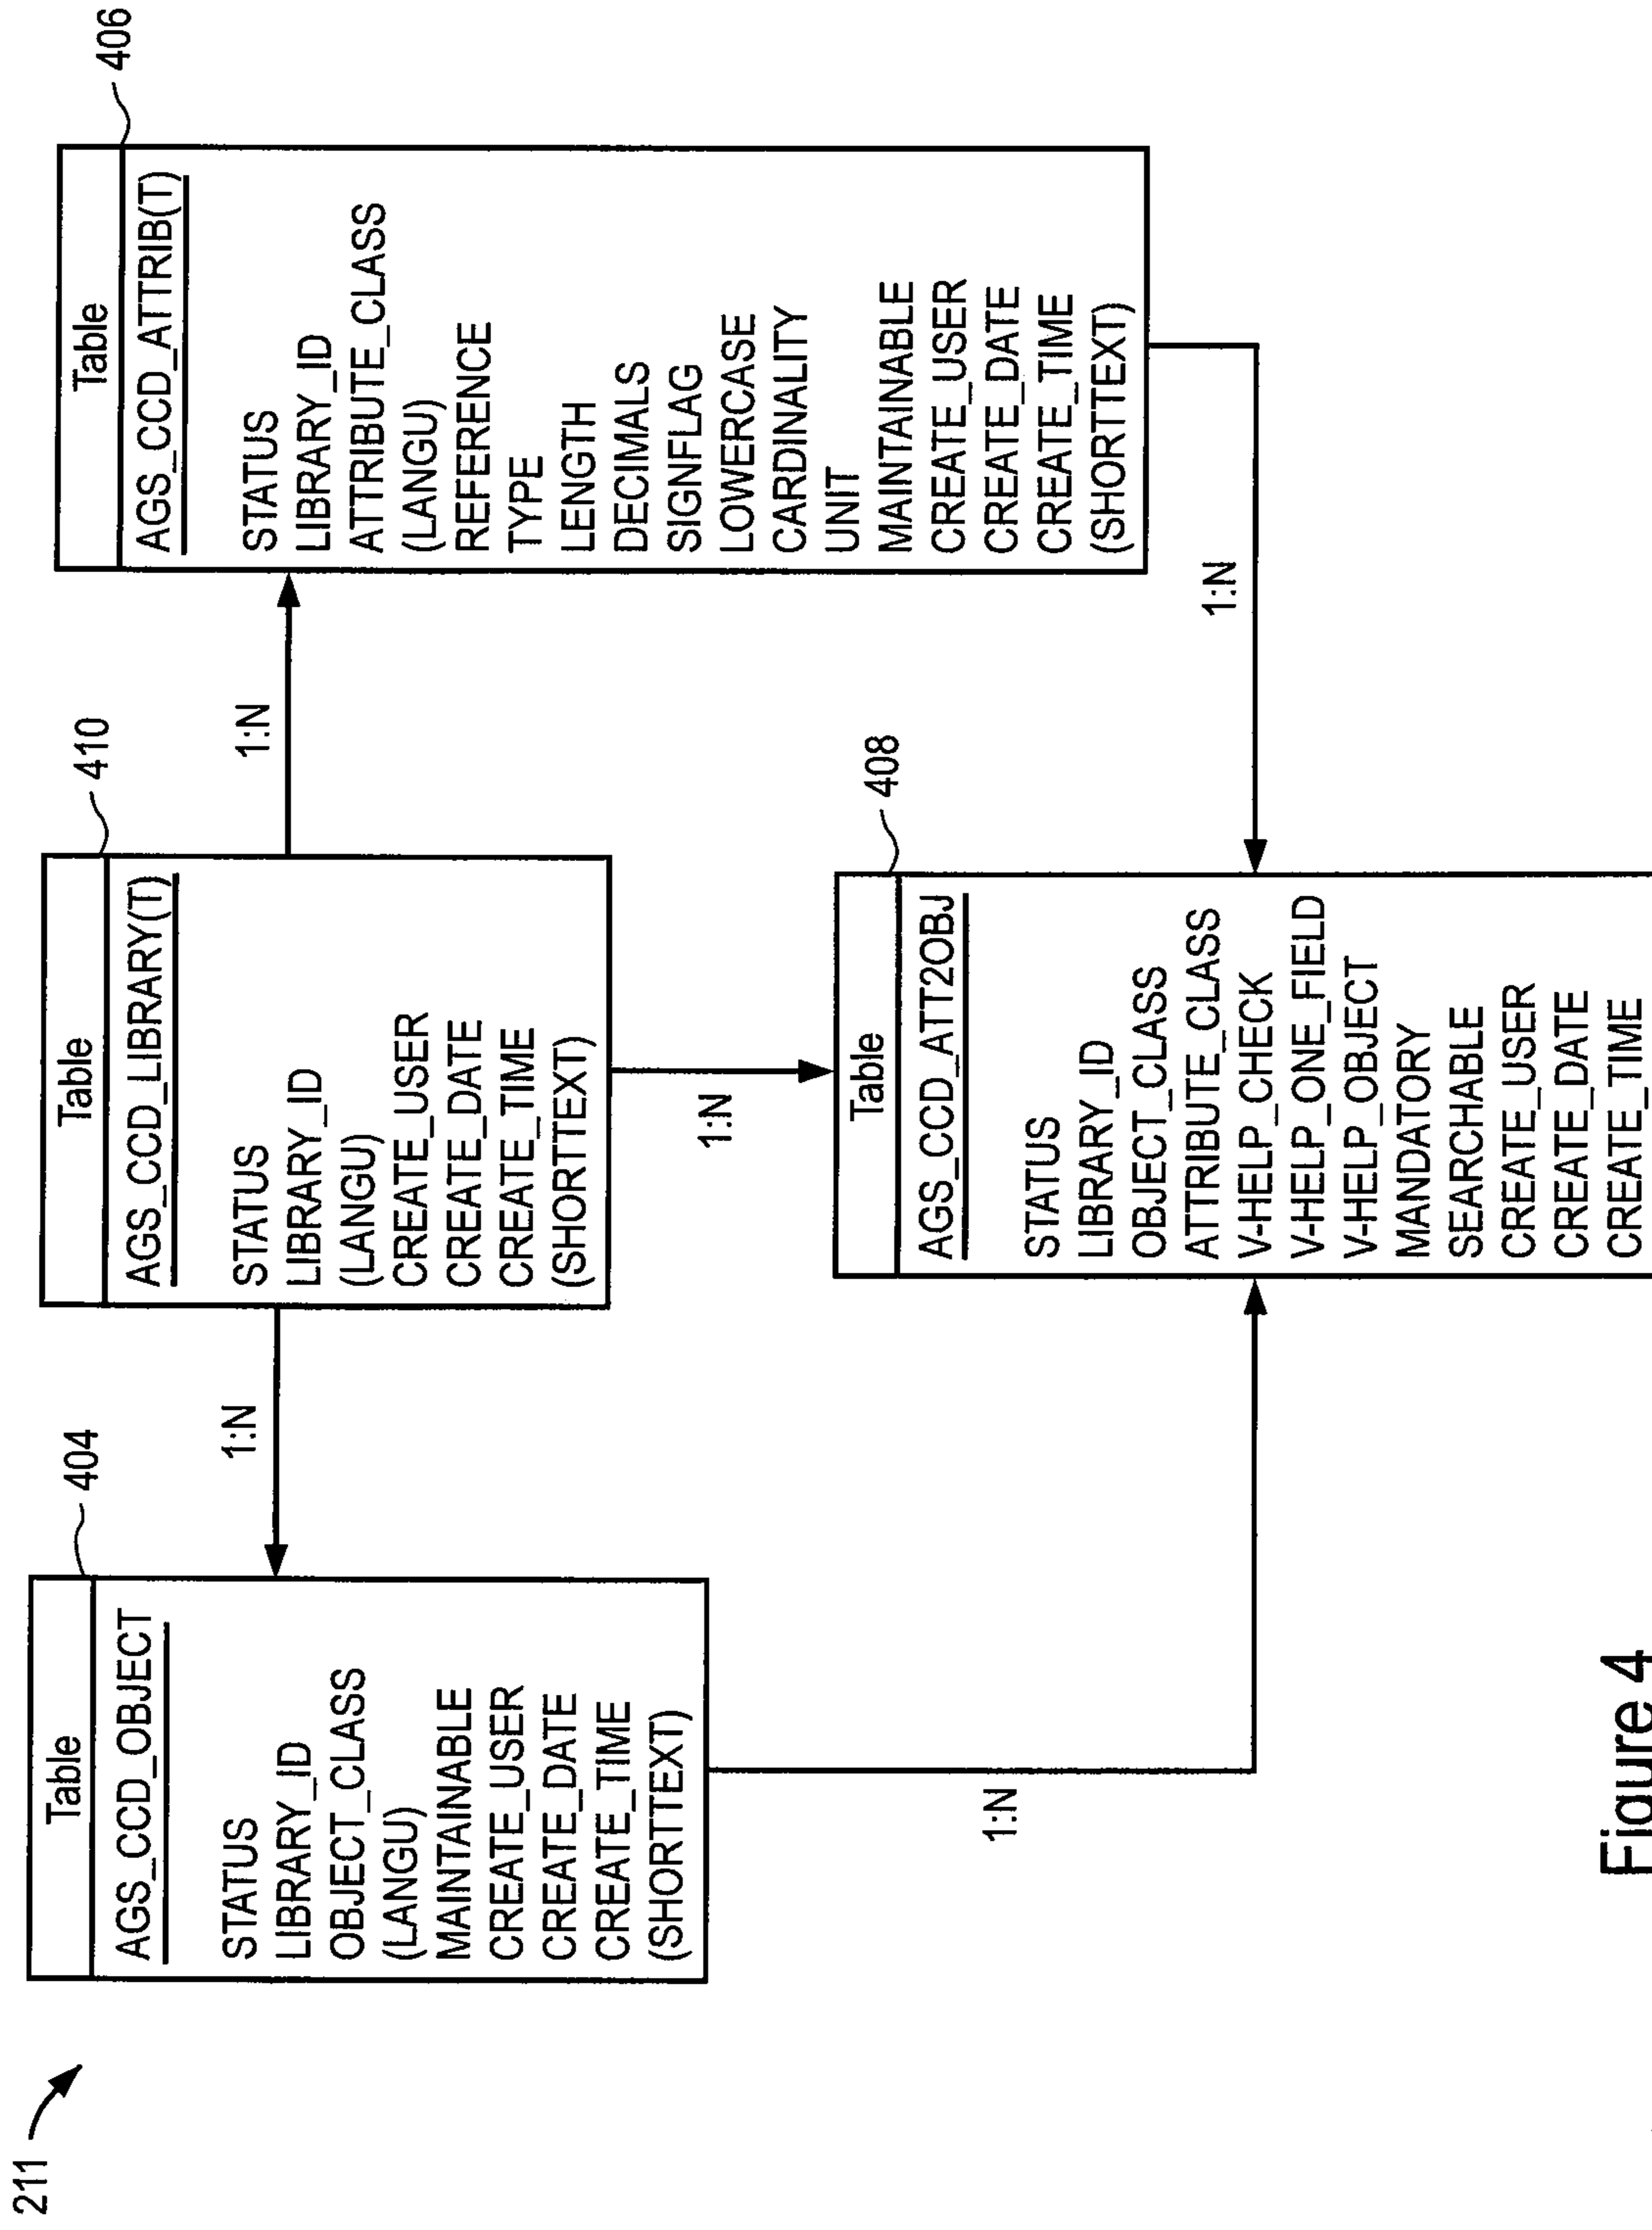 211
404
Table
AGS_CCD_OBJECT
STATUS
LIBRARY_ID
OBJECT_CLASS
(LANGU)
MAINTAINABLE
CREATE_USER
CREATE_DATE
CREATE_TIME
(SHORTTEXT)
1:N
410
Table
AGS_CCD_LIBRARY(T)
STATUS
LIBRARY_ID
(LANGU)
CREATE_USER
CREATE_DATE
CREATE_TIME
(SHORTTEXT)
1:N
406
Table
AGS_CCD_ATTRIB(T)
STATUS
LIBRARY_ID
ATTRIBUTE_CLASS
(LANGU)
REFERENCE
TYPE
LENGTH
DECIMALS
SIGNFLAG
LOWERCASE
CARDINALITY
UNIT
MAINTAINABLE
CREATE_USER
CREATE_DATE
CREATE_TIME
(SHORTTEXT)
1:N
1:N
1:N
408
Table
AGS_CCD_ATT2OBJ
STATUS
LIBRARY_ID
OBJECT_CLASS
ATTRIBUTE_CLASS
V-HELP_CHECK
V-HELP_ONE_FIELD
V-HELP_OBJECT
MANDATORY
SEARCHABLE
CREATE_USER
CREATE_DATE
CREATE_TIME
Figure 4